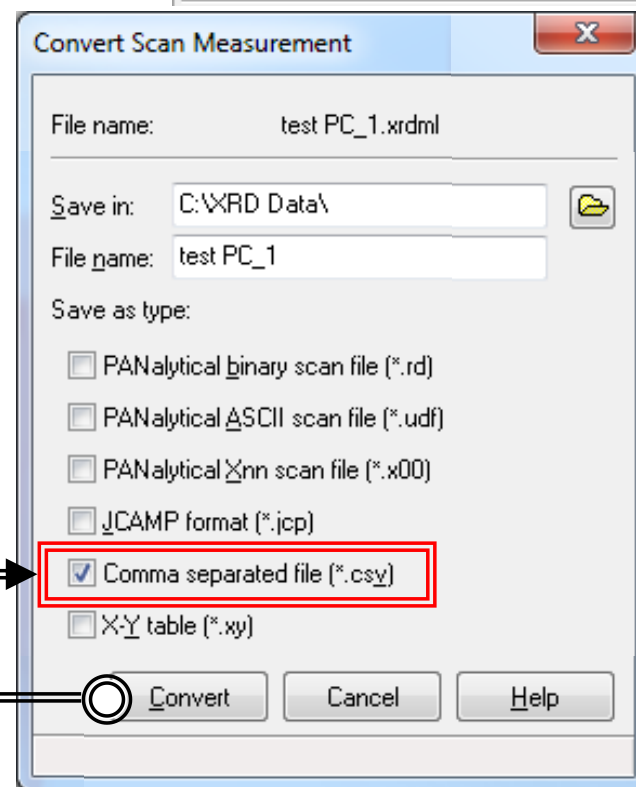 Convert Scan Measurement
File name: test PC_1.xrdml
Save in: C:\XRD Data\
File name: test PC_1
Save as type:
PANalytical binary scan file (*.rd)
PANalytical ASCII scan file (*.udf)
PANalytical Xnn scan file (*.x00)
JCAMP format (*.jcp)
Comma separated file (*.csv)
X-Y table (*.xy)
Convert Cancel Help